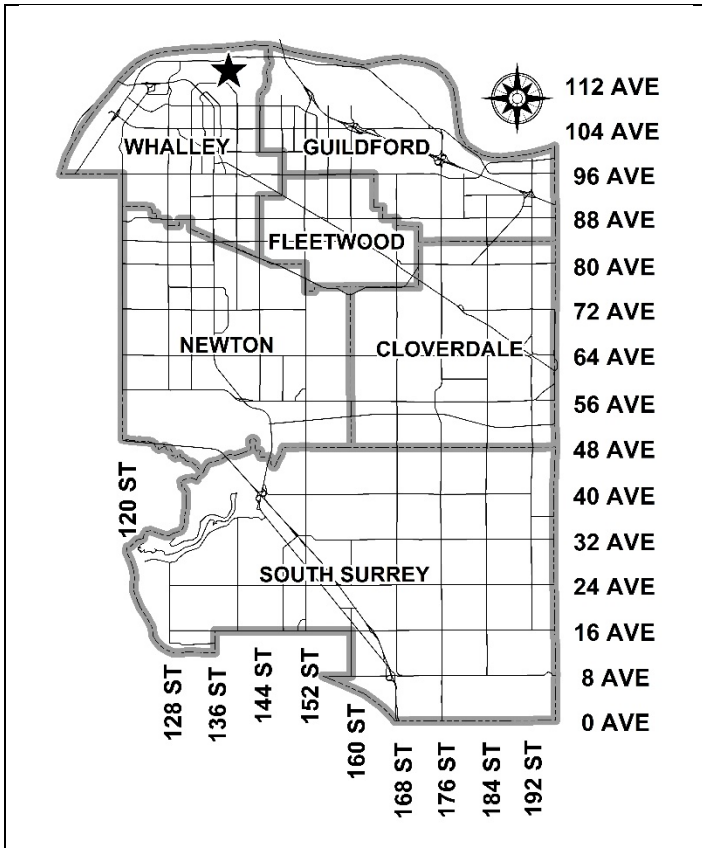 112 AVE
104 AVE
WHALLEY
GUILDFORD
96 AVE
88 AVE
FLEETWOOD
80 AVE
72 AVE
NEWTON
CLOVERDALE
64 AVE
56 AVE
48 AVE
120 ST
40 AVE
32 AVE
SOUTH SURREY
24 AVE
16 AVE
8 AVE
0 AVE
128 ST
136 ST
144 ST
152 ST
160 ST
168 ST
176 ST
184 ST
192 ST